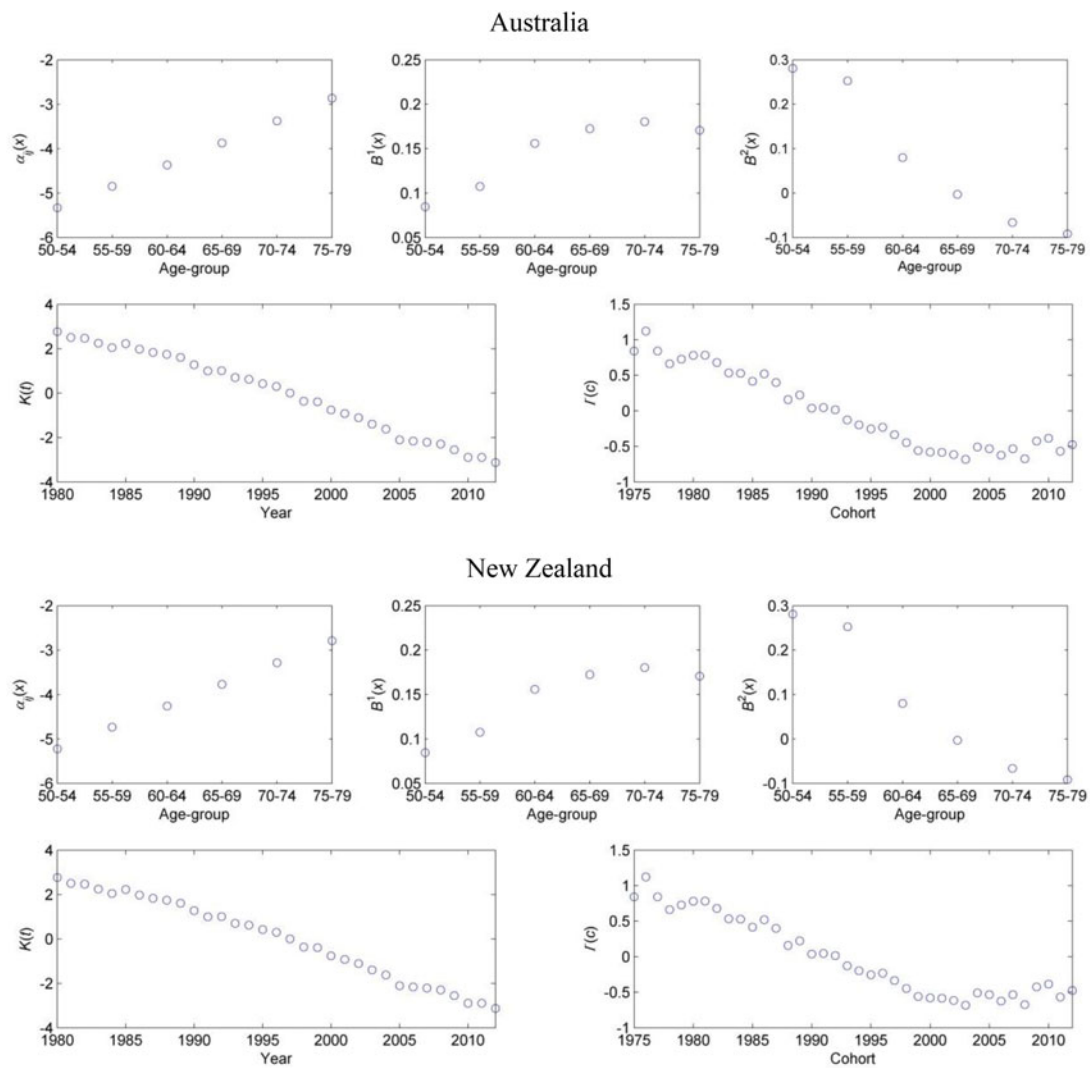 Australia
-2
-3
-4
-5
-6
α_ij(x)
50-54 55-59 60-64 65-69 70-74 75-79
Age-group
0.25
0.2
0.15
0.1
0.05
B¹(x)
50-54 55-59 60-64 65-69 70-74 75-79
Age-group
0.3
0.2
0.1
0
-0.1
B²(x)
50-54 55-59 60-64 65-69 70-74 75-79
Age-group
4
2
0
-2
-4
K(t)
1980 1985 1990 1995 2000 2005 2010
Year
1.5
1
0.5
0
-0.5
-1
Γ(c)
1975 1980 1985 1990 1995 2000 2005 2010
Cohort
New Zealand
-2
-3
-4
-5
-6
α_ij(x)
50-54 55-59 60-64 65-69 70-74 75-79
Age-group
0.25
0.2
0.15
0.1
0.05
B¹(x)
50-54 55-59 60-64 65-69 70-74 75-79
Age-group
0.3
0.2
0.1
0
-0.1
B²(x)
50-54 55-59 60-64 65-69 70-74 75-79
Age-group
4
2
0
-2
-4
K(t)
1980 1985 1990 1995 2000 2005 2010
Year
1.5
1
0.5
0
-0.5
-1
Γ(c)
1975 1980 1985 1990 1995 2000 2005 2010
Cohort